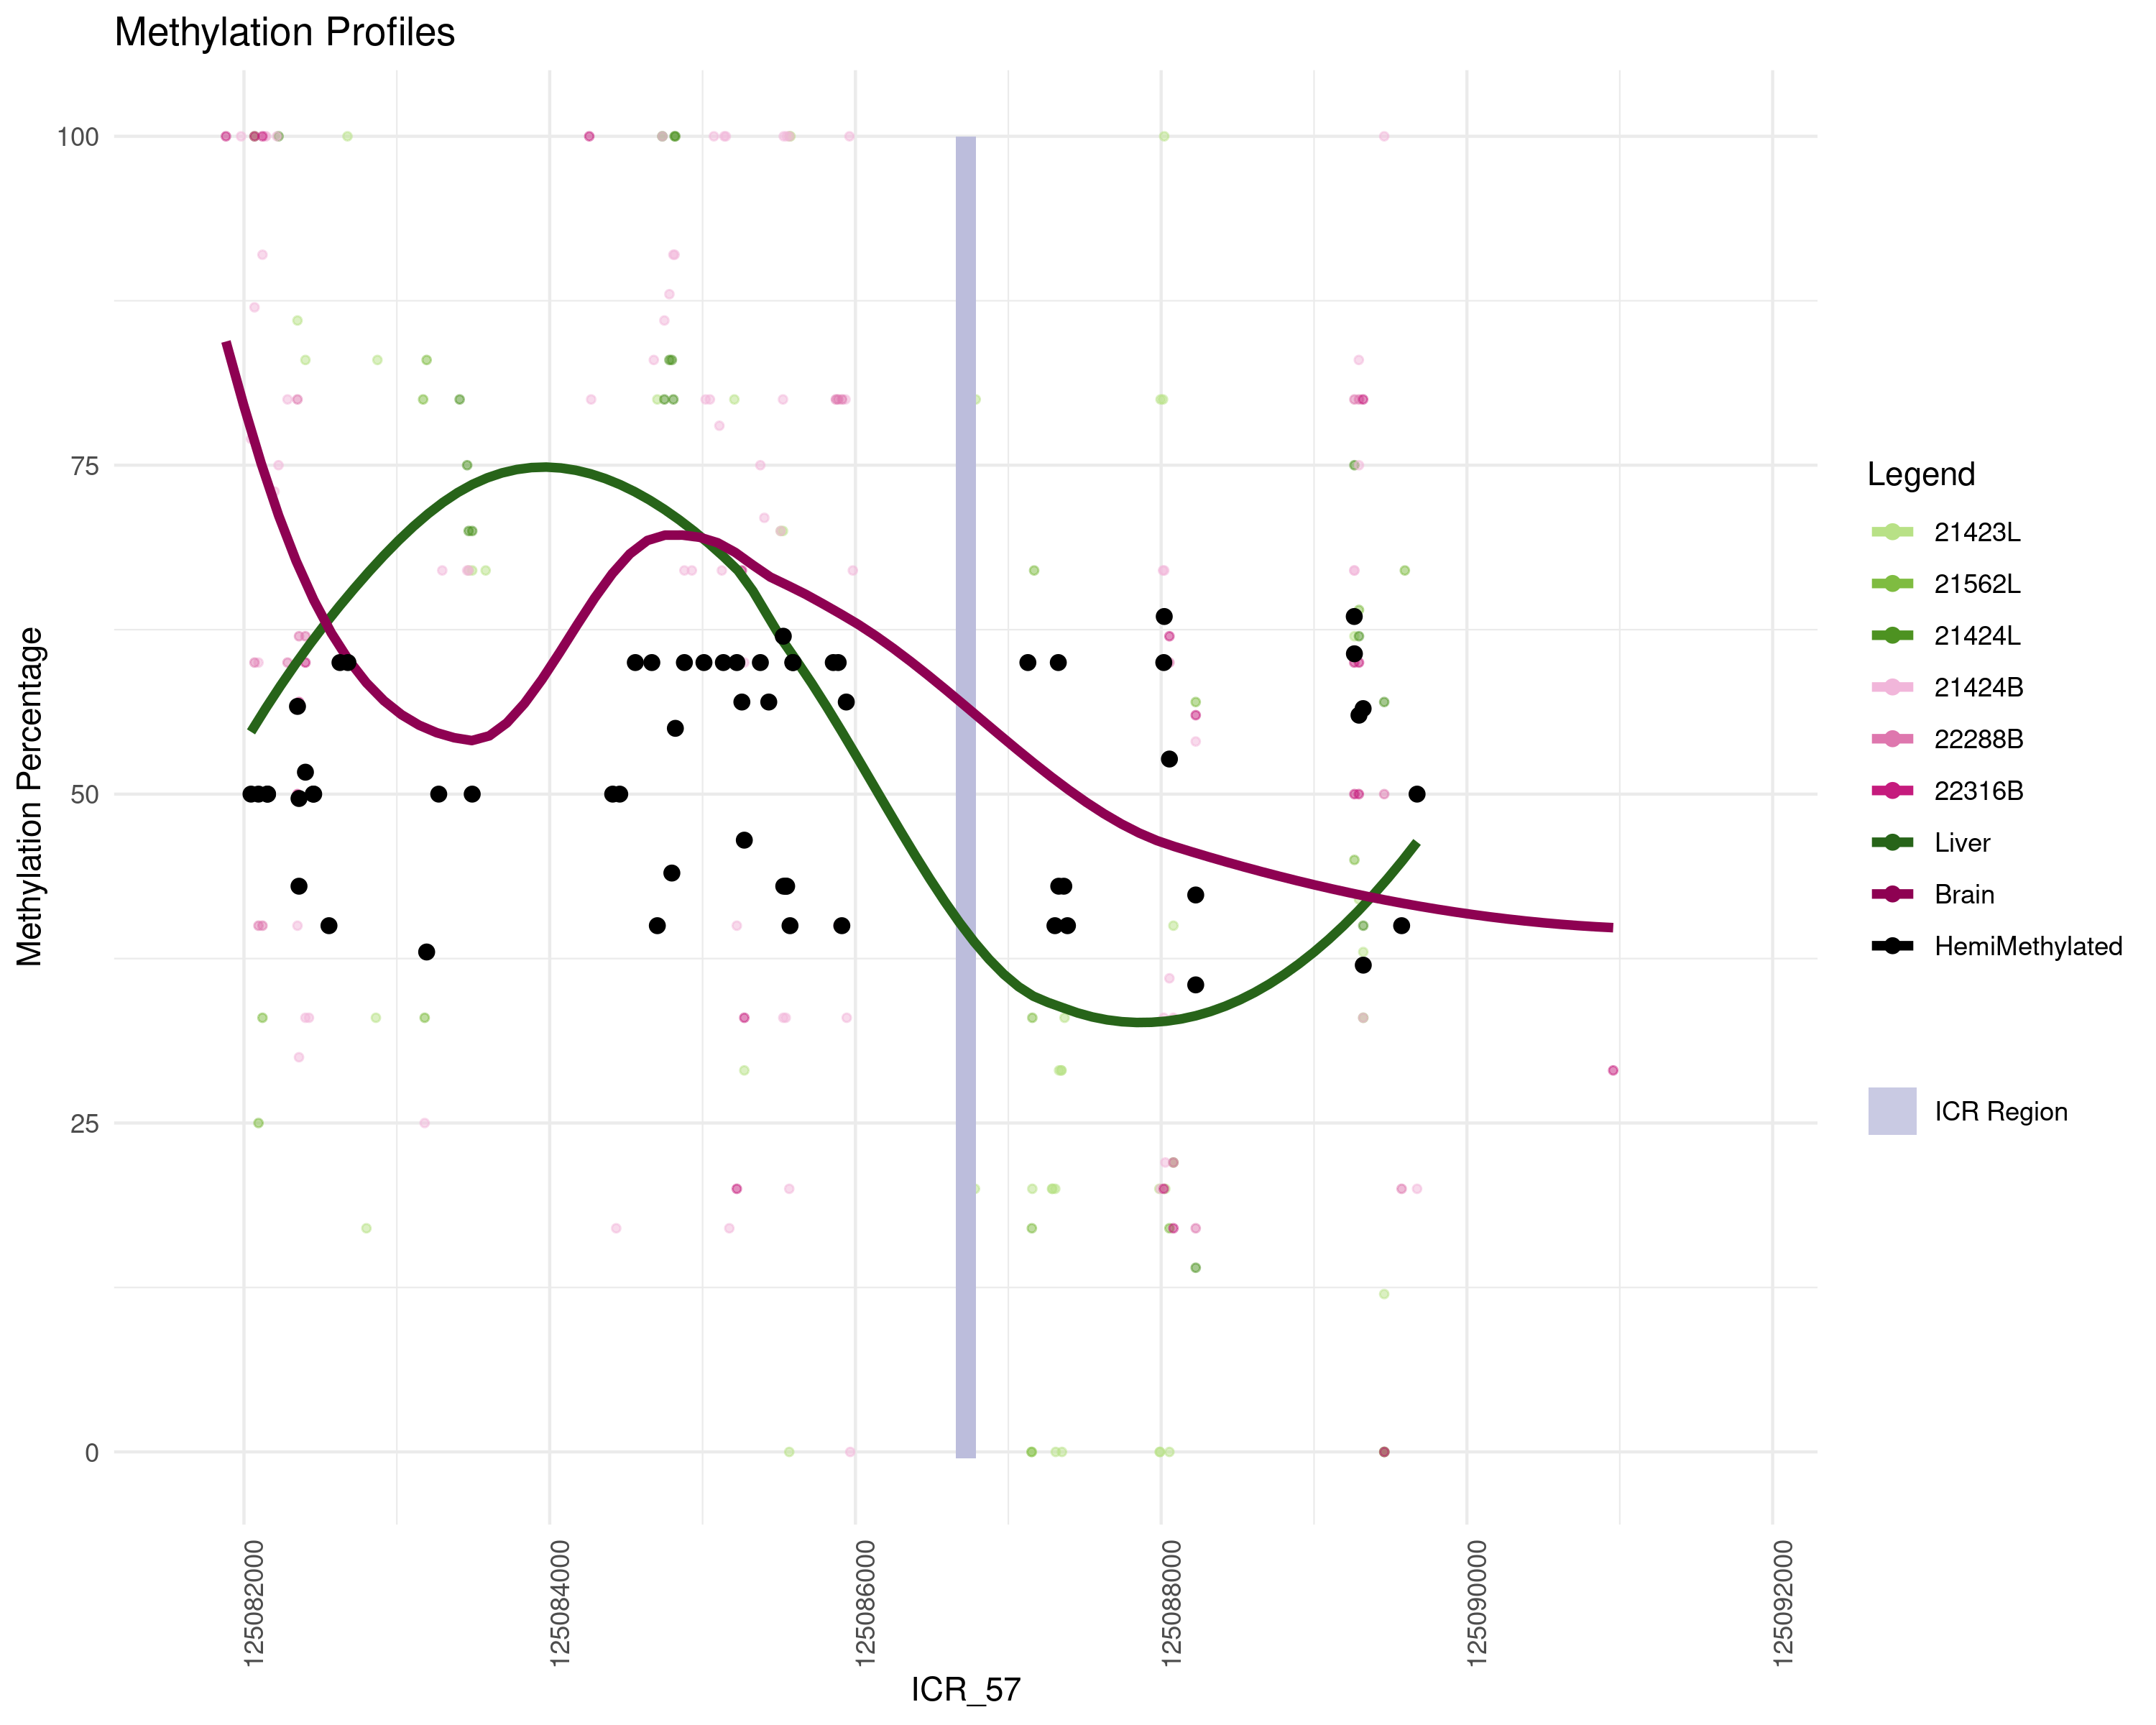 Methylation Profiles
100
75
50
25
0
Methylation Percentage
125082000
125084000
125086000
125088000
125090000
125092000
ICR_57
Legend
21423L
21562L
21424L
21424B
22288B
22316B
Liver
Brain
HemiMethylated
ICR Region